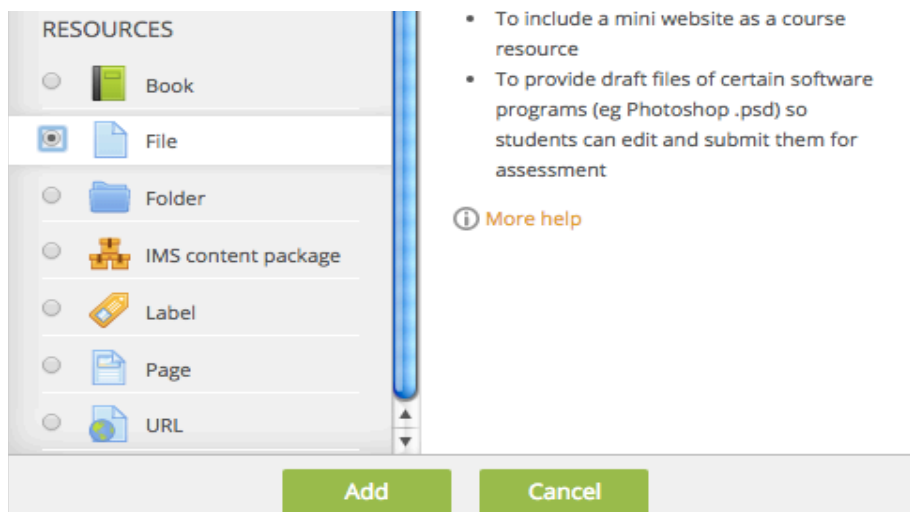 RESOURCES
Book
File
Folder
IMS content package
Label
Page
URL
To include a mini website as a course
resource
To provide draft files of certain software
programs (eg Photoshop .psd) so
students can edit and submit them for
assessment
More help
Add
Cancel